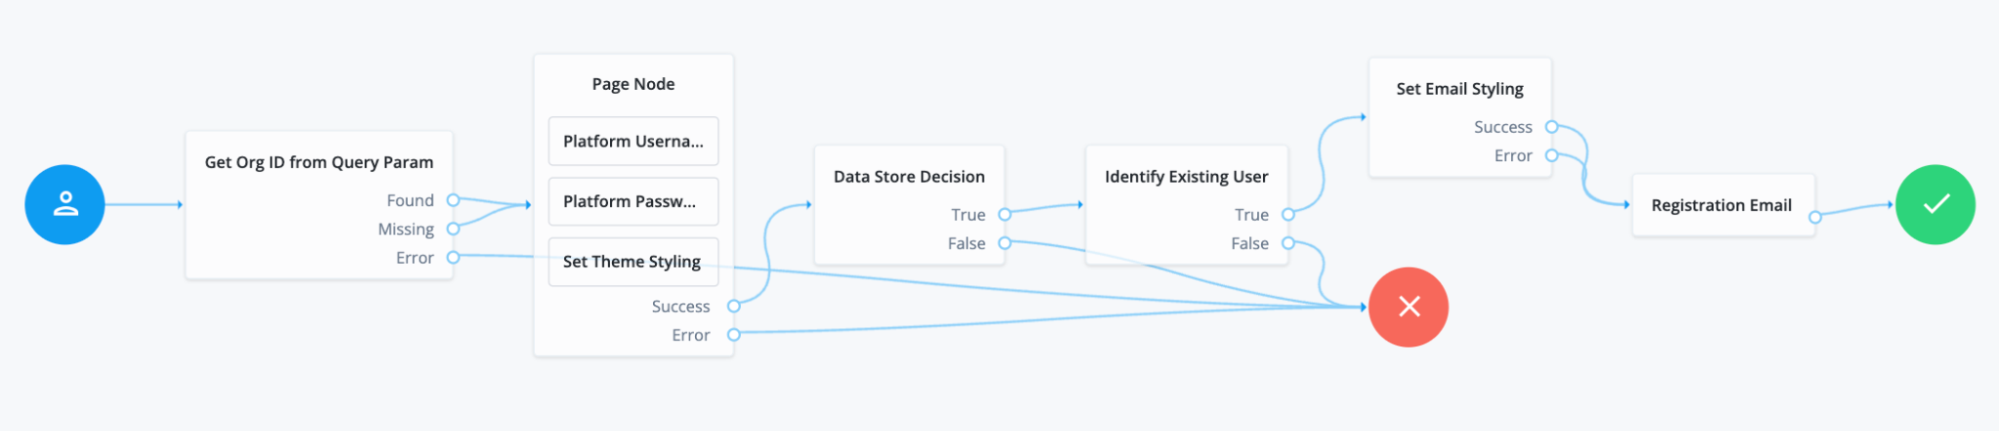 Get Org ID from Query Param
Found
Missing
Error
Page Node
Platform Userna...
Platform Passw...
Set Theme Styling
Success
Error
Data Store Decision
True
False
Identify Existing User
True
False
Set Email Styling
Success
Error
Registration Email